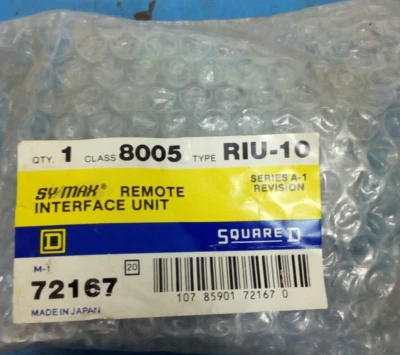 QTY. 1 CLASS 8005 TYPE RIU-10
SERIES A-1
REVISION
SY/MAX® REMOTE
INTERFACE UNIT
D SQUARE D
M-1 20
72167
MADE IN JAPAN
107 85901 72167 0